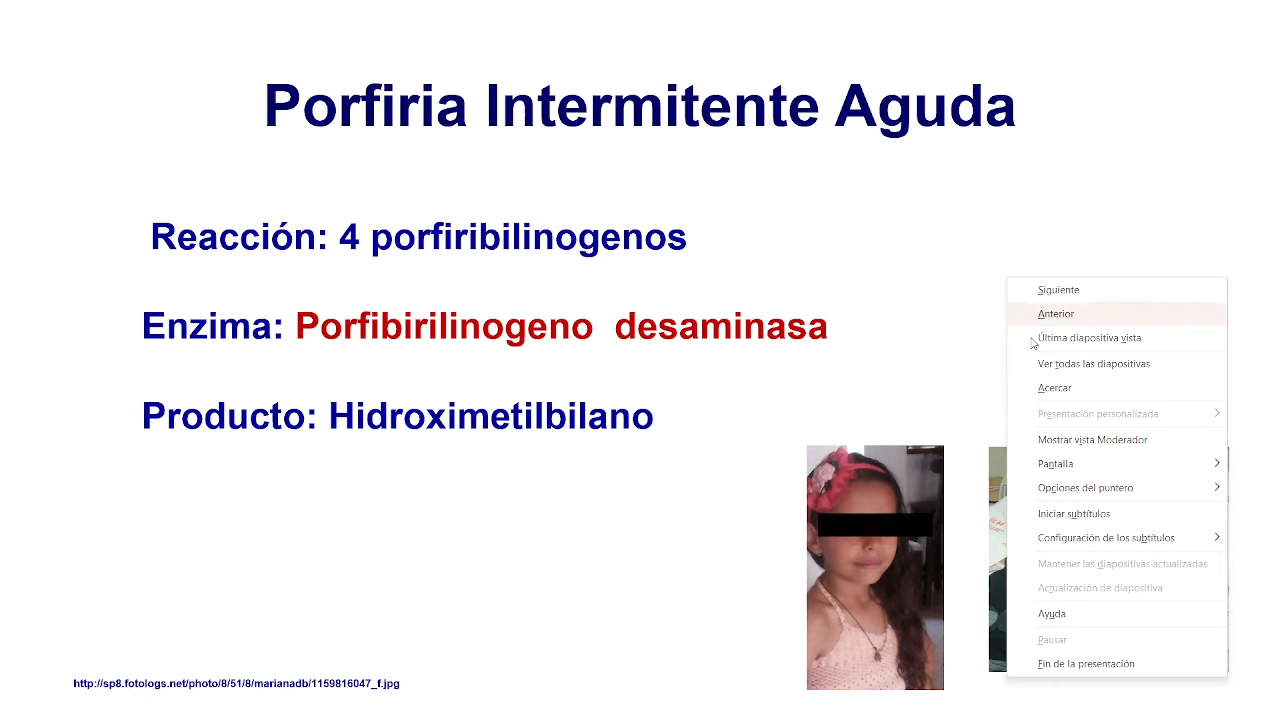 Porfiria Intermitente Aguda
Reacción: 4 porfiribilinogenos
Enzima: Porfibirilinogeno desaminasa
Producto: Hidroximetilbilano
Siguiente
Anterior
Última diapositiva vista
Ver todas las diapositivas
Acercar
Presentación personalizada
Mostrar vista Moderador
Pantalla
Opciones del puntero
Iniciar subtítulos
Configuración de los subtítulos
Mantener las diapositivas actualizadas
Actualización de diapositiva
Ayuda
Pausar
Fin de la presentación
http://sp8.fotologs.net/photo/8/51/8/marianadb/1159816047_f.jpg